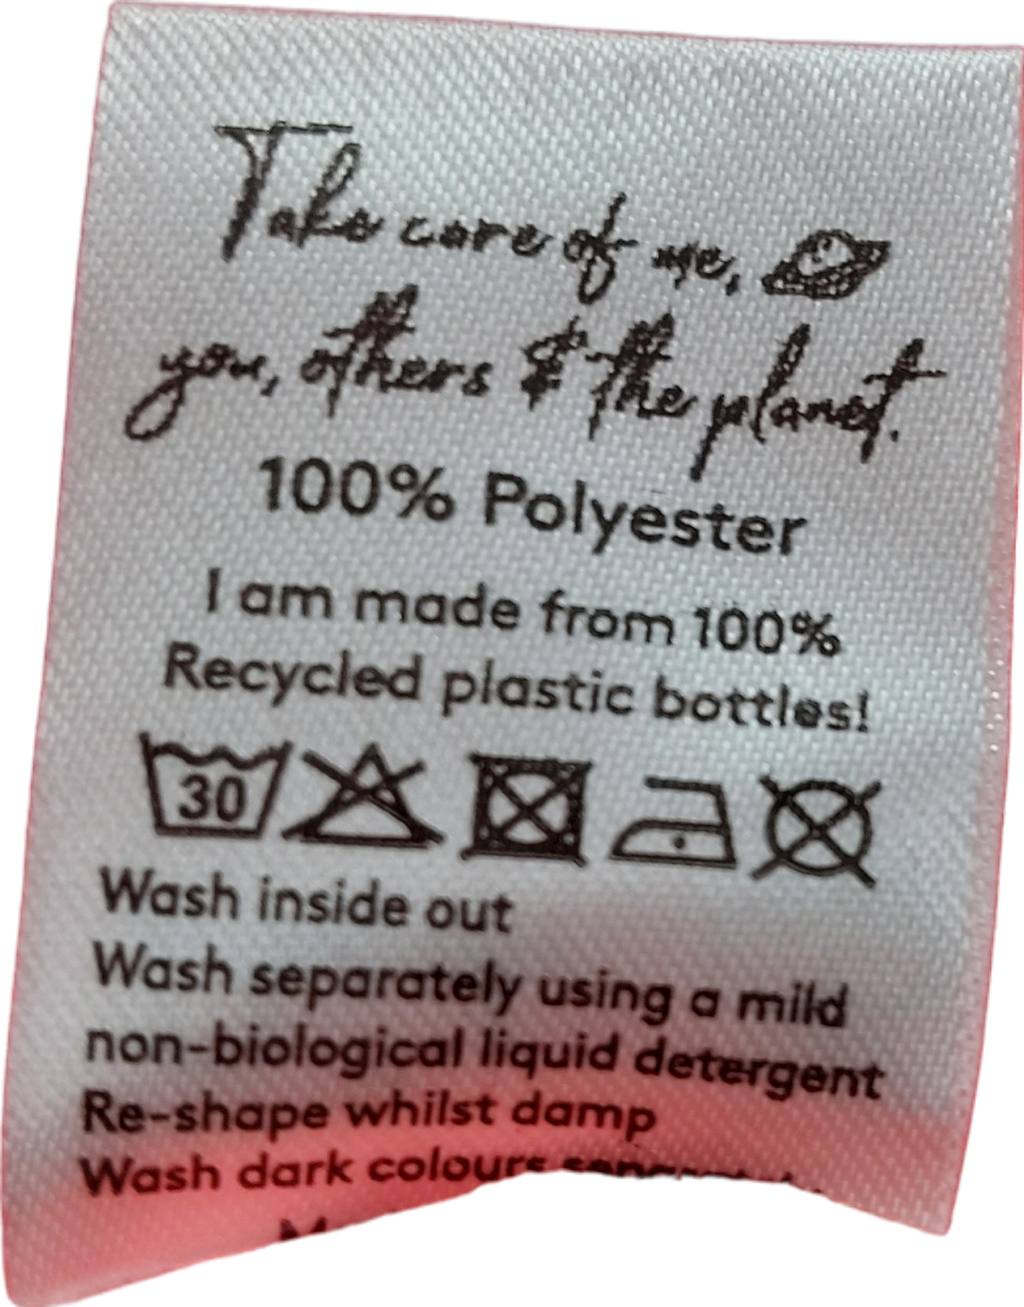 Take care of me,
you, others & the planet.
100% Polyester
I am made from 100%
Recycled plastic bottles!
30
Wash inside out
Wash separately using a mild
non-biological liquid detergent
Re-shape whilst damp
Wash dark colours